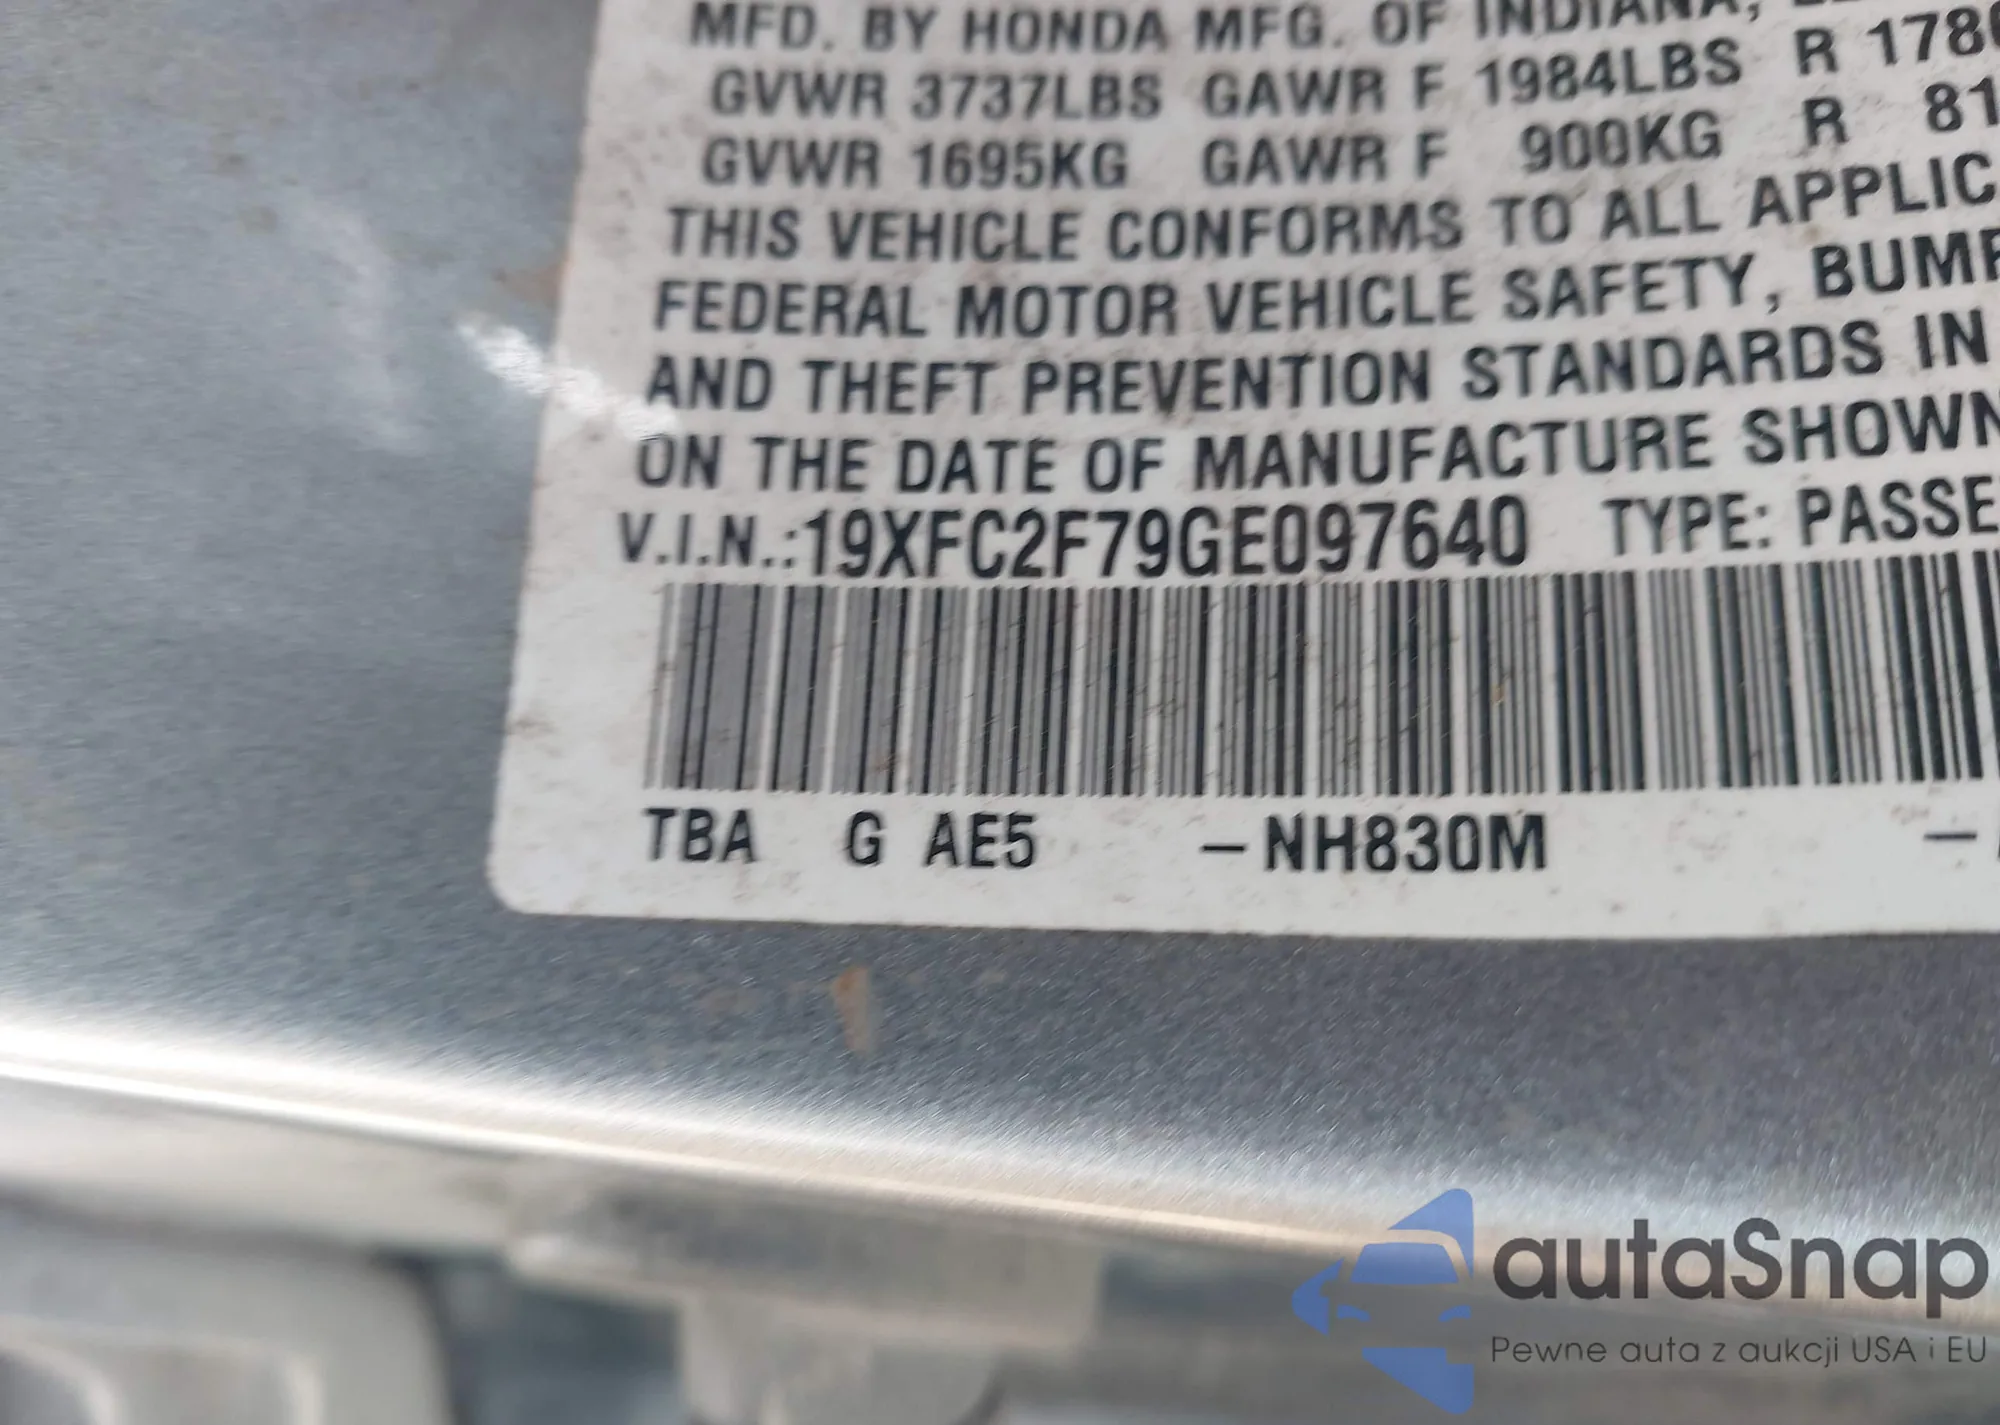 MFD. BY HONDA MFG. OF INDIANA,
GVWR 3737LBS GAWR F 1984LBS R 178
GVWR 1695KG GAWR F 900KG R 81
THIS VEHICLE CONFORMS TO ALL APPLIC
FEDERAL MOTOR VEHICLE SAFETY, BUMP
AND THEFT PREVENTION STANDARDS IN
ON THE DATE OF MANUFACTURE SHOWN
V.I.N.:19XFC2F79GE097640 TYPE: PASSE
TBA G AE5 -NH830M -
autaSnap
Pewne auta z aukcji USA i EU